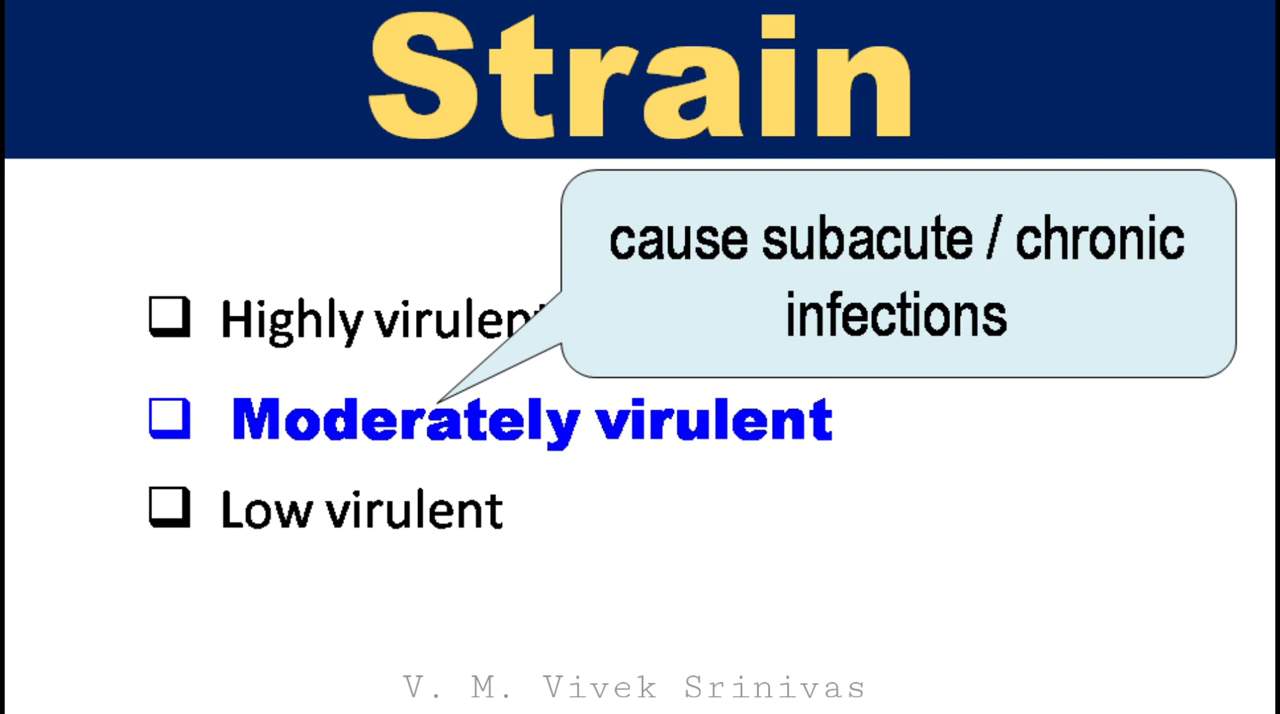 Strain
cause subacute / chronic
infections
Highly virulent
Moderately virulent
Low virulent
V. M. Vivek Srinivas